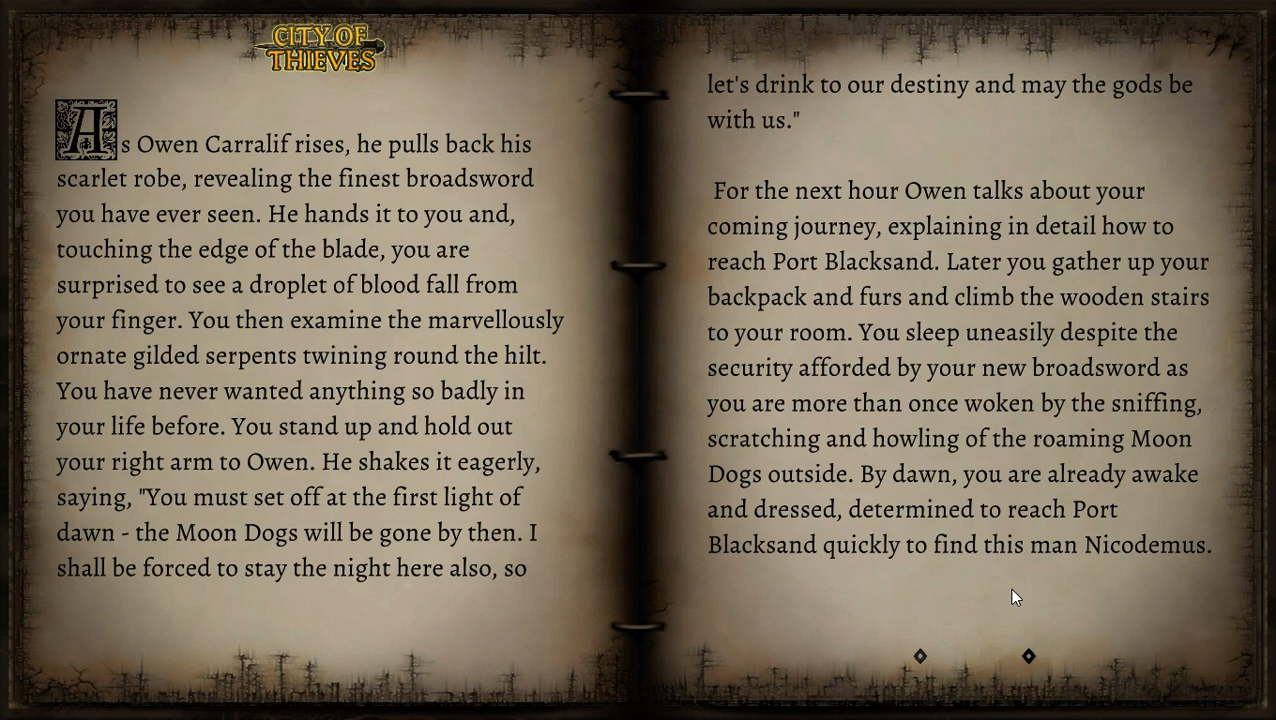 CITY OF
THIEVES
As Owen Carralif rises, he pulls back his
scarlet robe, revealing the finest broadsword
you have ever seen. He hands it to you and,
touching the edge of the blade, you are
surprised to see a droplet of blood fall from
your finger. You then examine the marvellously
ornate gilded serpents twining round the hilt.
You have never wanted anything so badly in
your life before. You stand up and hold out
your right arm to Owen. He shakes it eagerly,
saying, "You must set off at the first light of
dawn - the Moon Dogs will be gone by then. I
shall be forced to stay the night here also, so
let's drink to our destiny and may the gods be
with us."
For the next hour Owen talks about your
coming journey, explaining in detail how to
reach Port Blacksand. Later you gather up your
backpack and furs and climb the wooden stairs
to your room. You sleep uneasily despite the
security afforded by your new broadsword as
you are more than once woken by the sniffing,
scratching and howling of the roaming Moon
Dogs outside. By dawn, you are already awake
and dressed, determined to reach Port
Blacksand quickly to find this man Nicodemus.